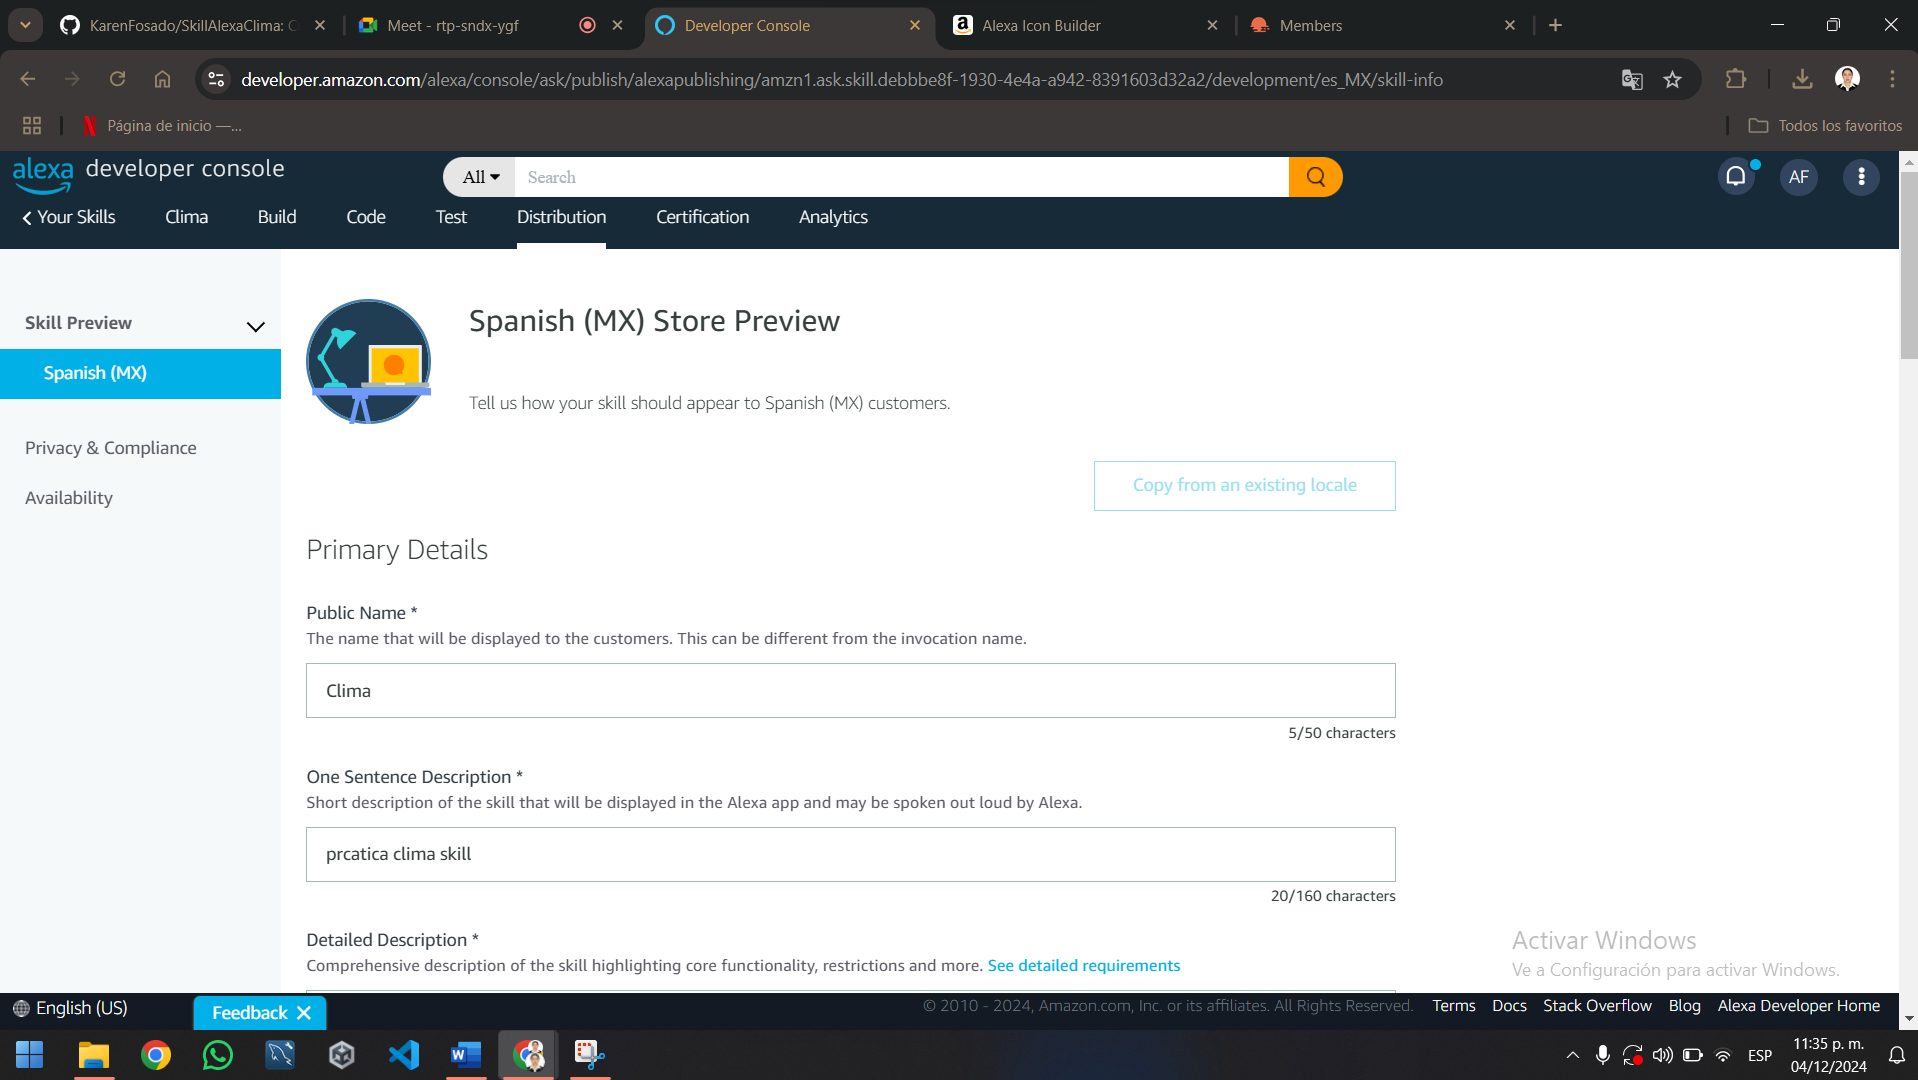 KarenFosado/SkillAlexaClima: C
Meet - rtp-sndx-ygf
Developer Console
Alexa Icon Builder
Members
developer.amazon.com/alexa/console/ask/publish/alexapublishing/amzn1.ask.skill.debbbe8f-1930-4e4a-a942-8391603d32a2/development/es_MX/skill-info
Página de inicio —...
Todos los favoritos
alexa developer console
All
Search
AF
Your Skills
Clima
Build
Code
Test
Distribution
Certification
Analytics
Skill Preview
Spanish (MX)
Privacy & Compliance
Availability
Spanish (MX) Store Preview
Tell us how your skill should appear to Spanish (MX) customers.
Copy from an existing locale
Primary Details
Public Name *
The name that will be displayed to the customers. This can be different from the invocation name.
Clima
5/50 characters
One Sentence Description *
Short description of the skill that will be displayed in the Alexa app and may be spoken out loud by Alexa.
prcatica clima skill
20/160 characters
Detailed Description *
Comprehensive description of the skill highlighting core functionality, restrictions and more. See detailed requirements
Activar Windows
Ve a Configuración para activar Windows.
English (US)
Feedback
© 2010 - 2024, Amazon.com, Inc. or its affiliates. All Rights Reserved.
Terms
Docs
Stack Overflow
Blog
Alexa Developer Home
ESP
11:35 p. m.
04/12/2024